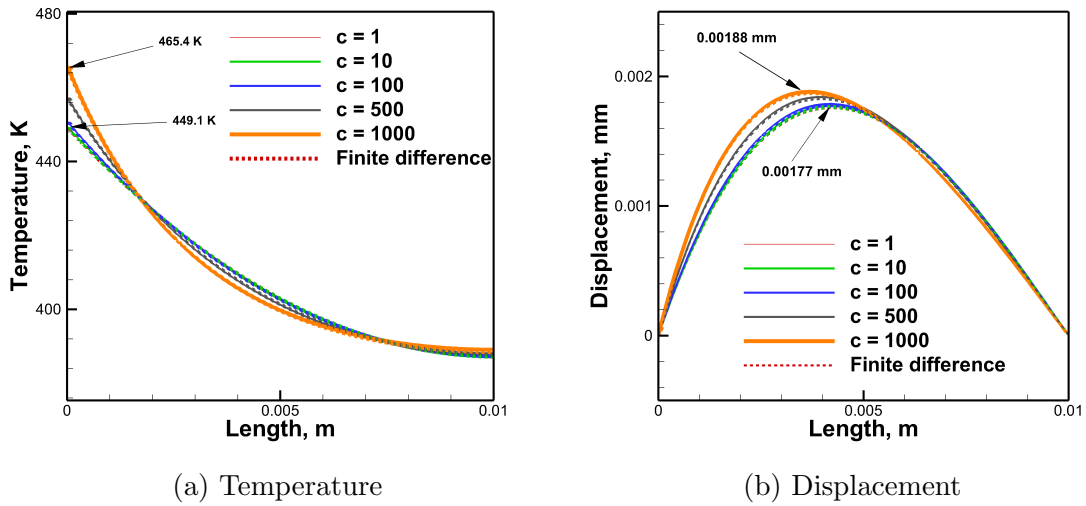 480
440
400
Temperature, K
465.4 K
449.1 K
c = 1
c = 10
c = 100
c = 500
c = 1000
Finite difference
0
0.005
0.01
Length, m
(a) Temperature
0.002
0.001
0
Displacement, mm
0.00188 mm
0.00177 mm
c = 1
c = 10
c = 100
c = 500
c = 1000
Finite difference
0
0.005
0.01
Length, m
(b) Displacement